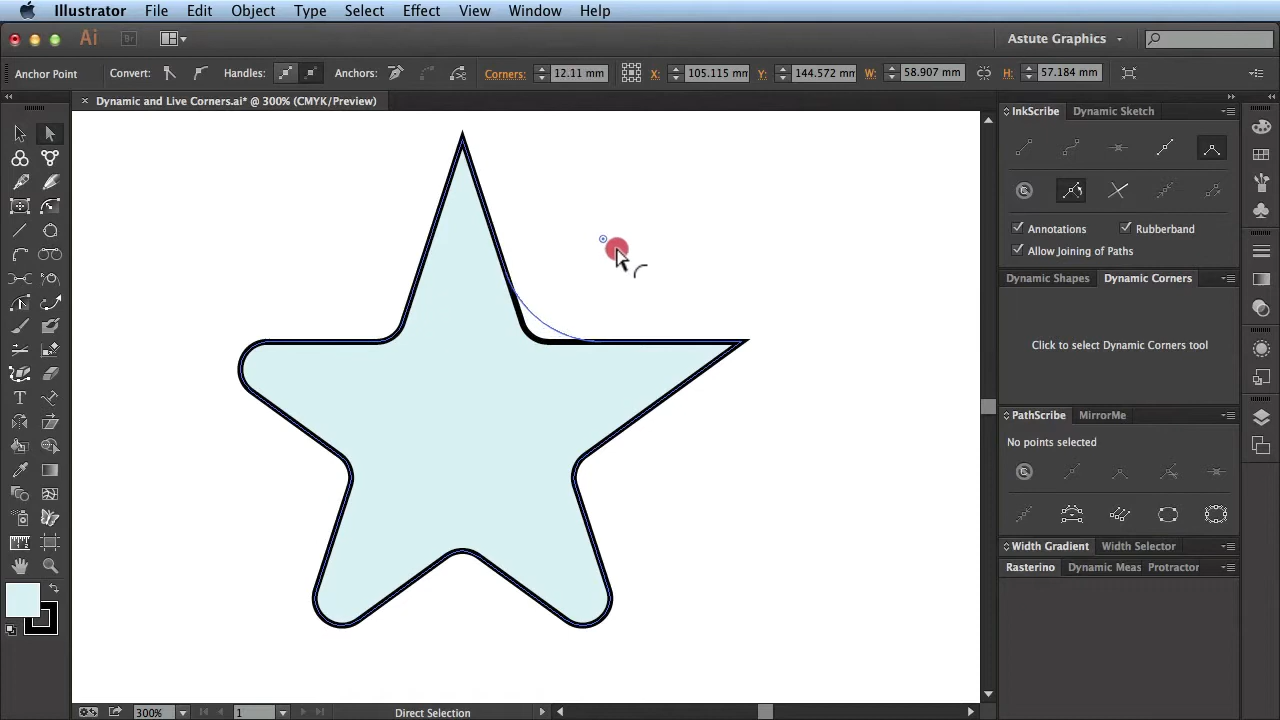 Illustrator File Edit Object Type Select Effect View Window Help
Ai Br Astute Graphics
Anchor Point Convert: Handles: Anchors: Corners: 12.11 mm X: 105.115 mm Y: 144.572 mm W: 58.907 mm H: 57.184 mm
Dynamic and Live Corners.ai* @ 300% (CMYK/Preview)
InkScribe Dynamic Sketch
Annotations Rubberband
Allow Joining of Paths
Dynamic Shapes Dynamic Corners
Click to select Dynamic Corners tool
PathScribe MirrorMe
No points selected
Width Gradient Width Selector
Rasterino Dynamic Meas Protractor
300% 1 Direct Selection